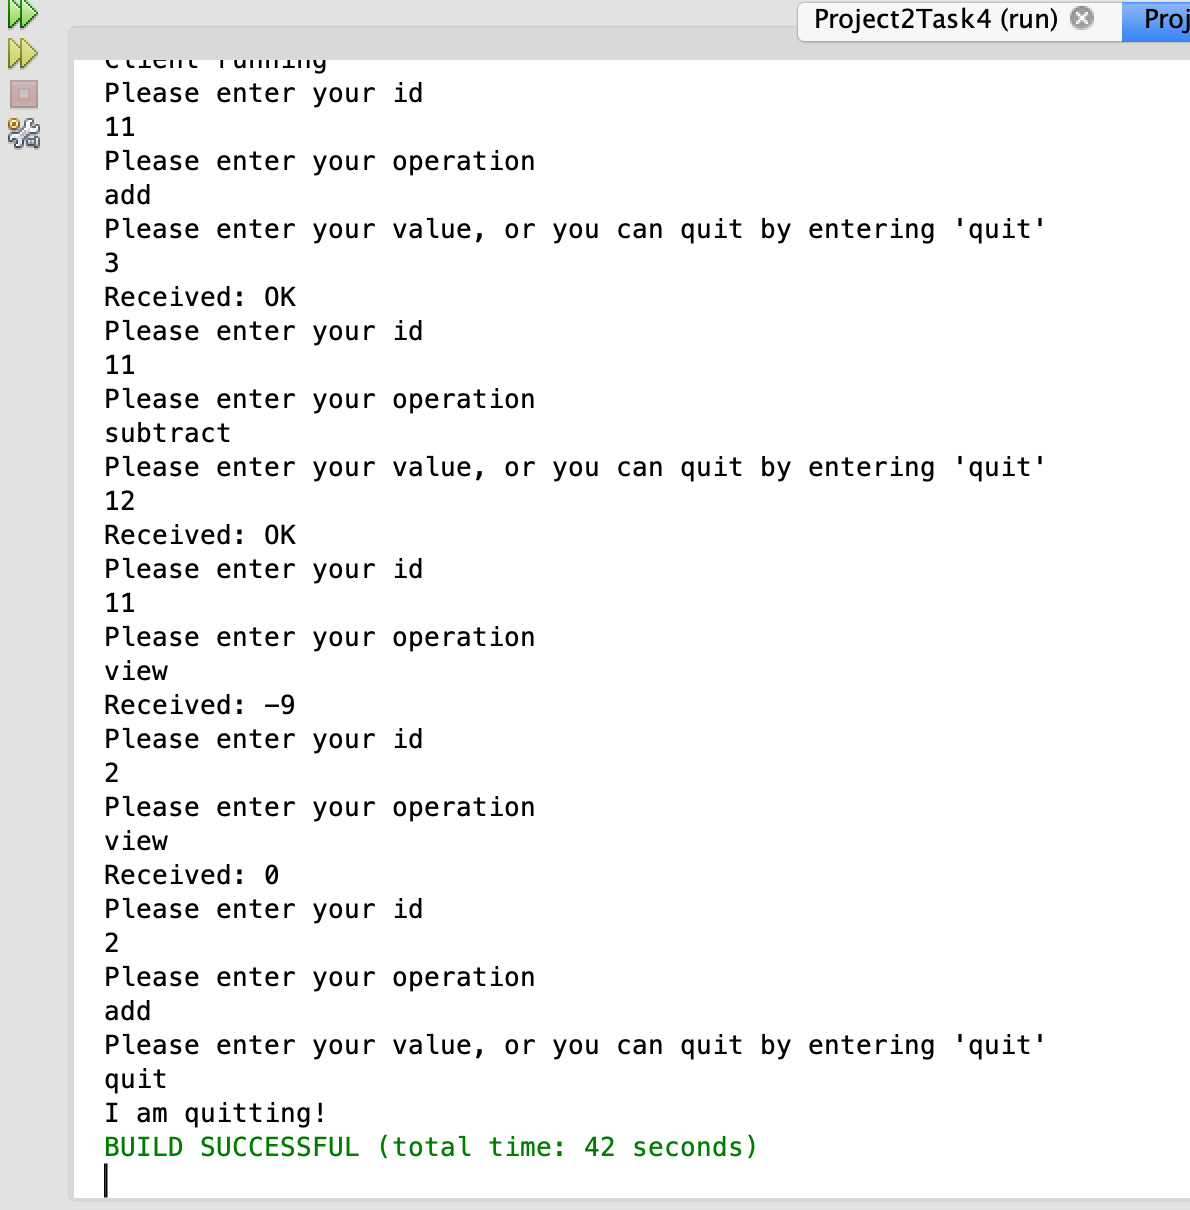 Project2Task4 (run)
Proj
Client running
Please enter your id
11
Please enter your operation
add
Please enter your value, or you can quit by entering 'quit'
3
Received: OK
Please enter your id
11
Please enter your operation
subtract
Please enter your value, or you can quit by entering 'quit'
12
Received: OK
Please enter your id
11
Please enter your operation
view
Received: -9
Please enter your id
2
Please enter your operation
view
Received: 0
Please enter your id
2
Please enter your operation
add
Please enter your value, or you can quit by entering 'quit'
quit
I am quitting!
BUILD SUCCESSFUL (total time: 42 seconds)